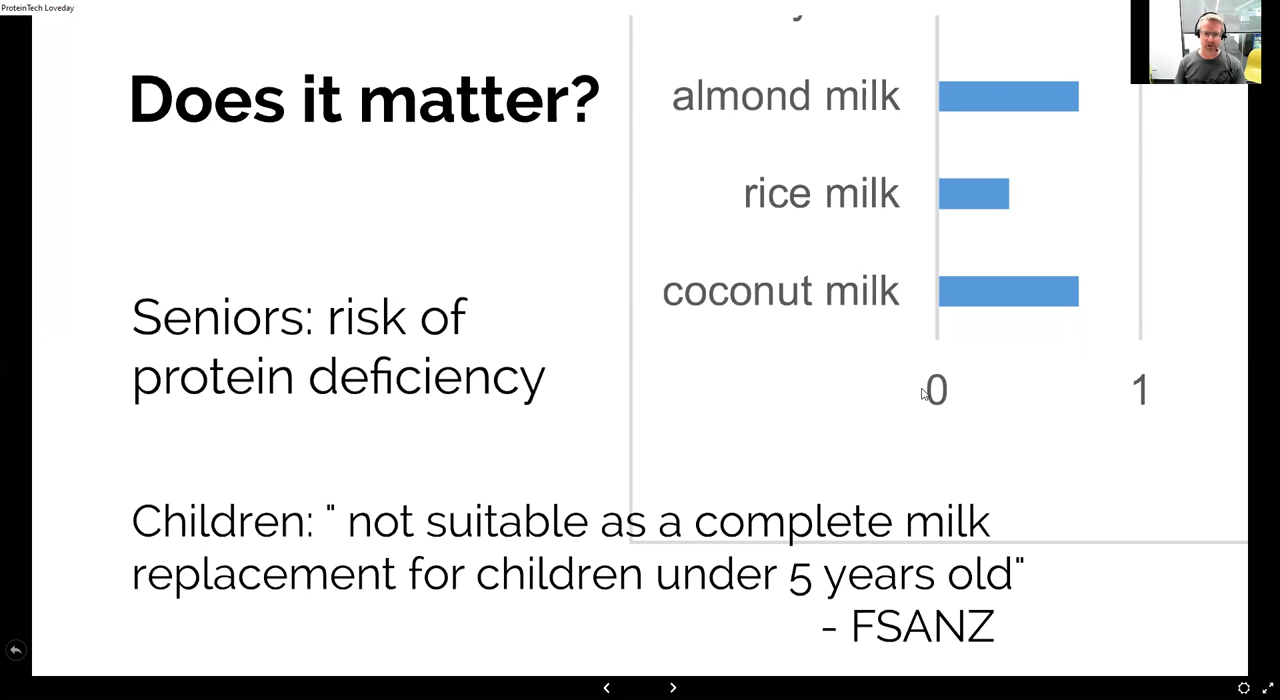 ProteinTech Loveday
Does it matter?
almond milk
rice milk
coconut milk
0 1
Seniors: risk of
protein deficiency
Children: " not suitable as a complete milk
replacement for children under 5 years old"
- FSANZ